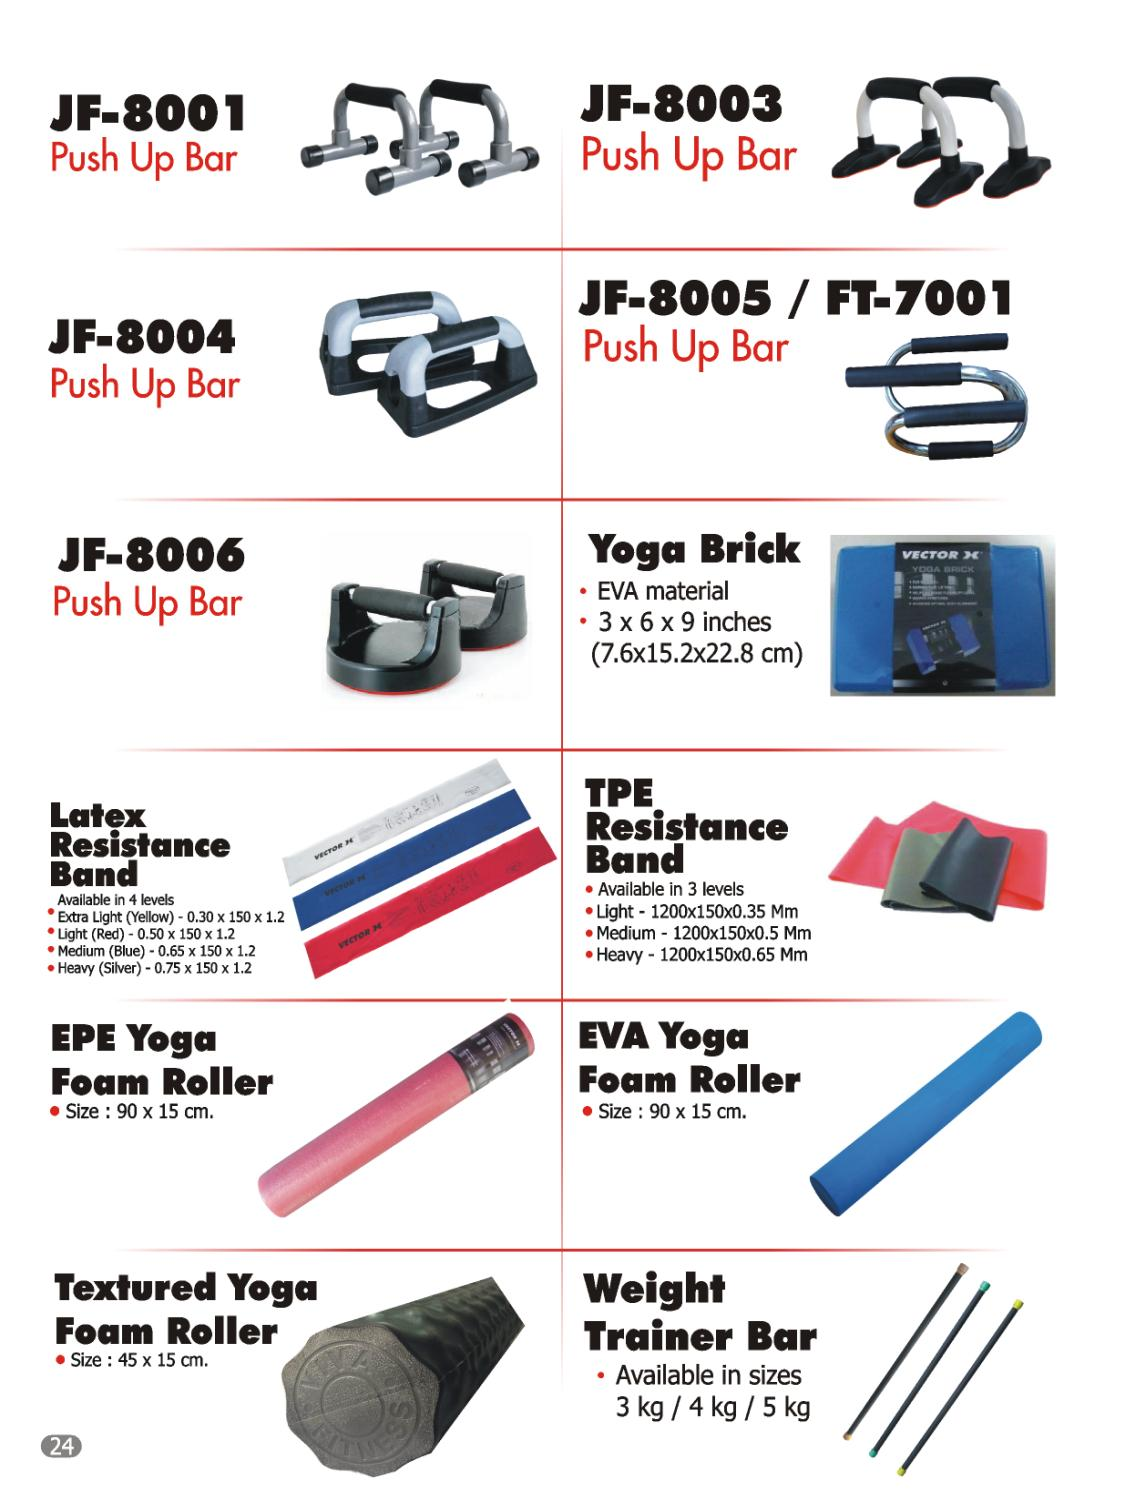 JF-8001
Push Up Bar
JF-8003
Push Up Bar
JF-8004
Push Up Bar
JF-8005 / FT-7001
Push Up Bar
JF-8006
Push Up Bar
Yoga Brick
• EVA material
• 3 x 6 x 9 inches
(7.6x15.2x22.8 cm)
VECTOR X
YOGA BRICK
Latex
Resistance
Band
Available in 4 levels
• Extra Light (Yellow) - 0.30 x 150 x 1.2
• Light (Red) - 0.50 x 150 x 1.2
• Medium (Blue) - 0.65 x 150 x 1.2
• Heavy (Silver) - 0.75 x 150 x 1.2
VECTOR X
VECTOR X
VECTOR X
TPE
Resistance
Band
• Available in 3 levels
• Light - 1200x150x0.35 Mm
• Medium - 1200x150x0.5 Mm
• Heavy - 1200x150x0.65 Mm
EPE Yoga
Foam Roller
• Size : 90 x 15 cm.
VECTOR X
EVA Yoga
Foam Roller
• Size : 90 x 15 cm.
Textured Yoga
Foam Roller
• Size : 45 x 15 cm.
FITNESS
Weight
Trainer Bar
• Available in sizes
3 kg / 4 kg / 5 kg
24